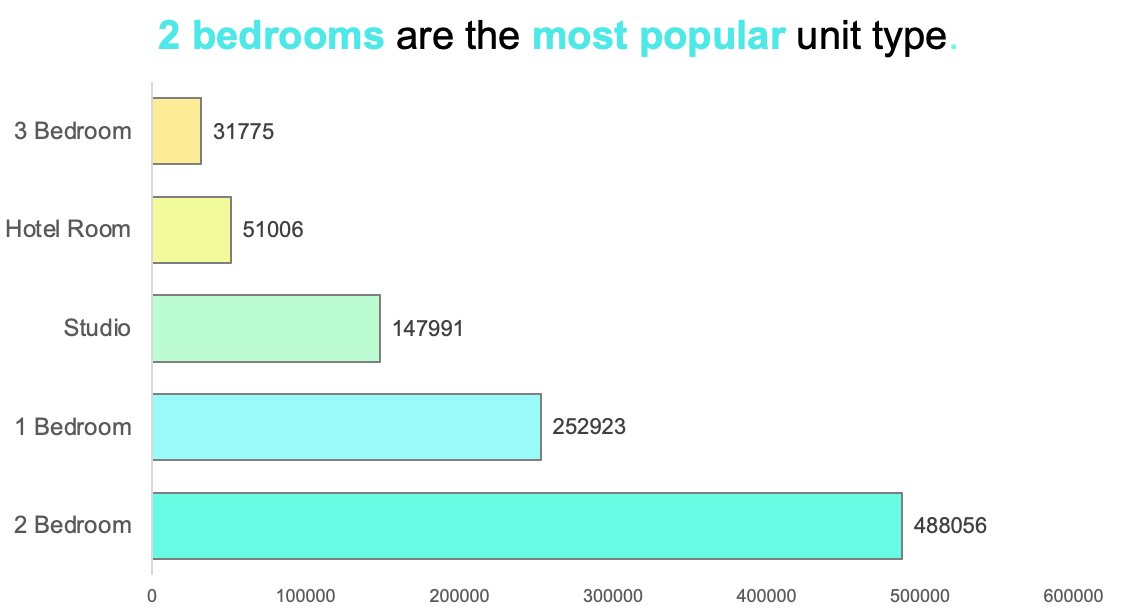 2 bedrooms are the most popular unit type.
3 Bedroom 31775
Hotel Room 51006
Studio 147991
1 Bedroom 252923
2 Bedroom 488056
0 100000 200000 300000 400000 500000 600000